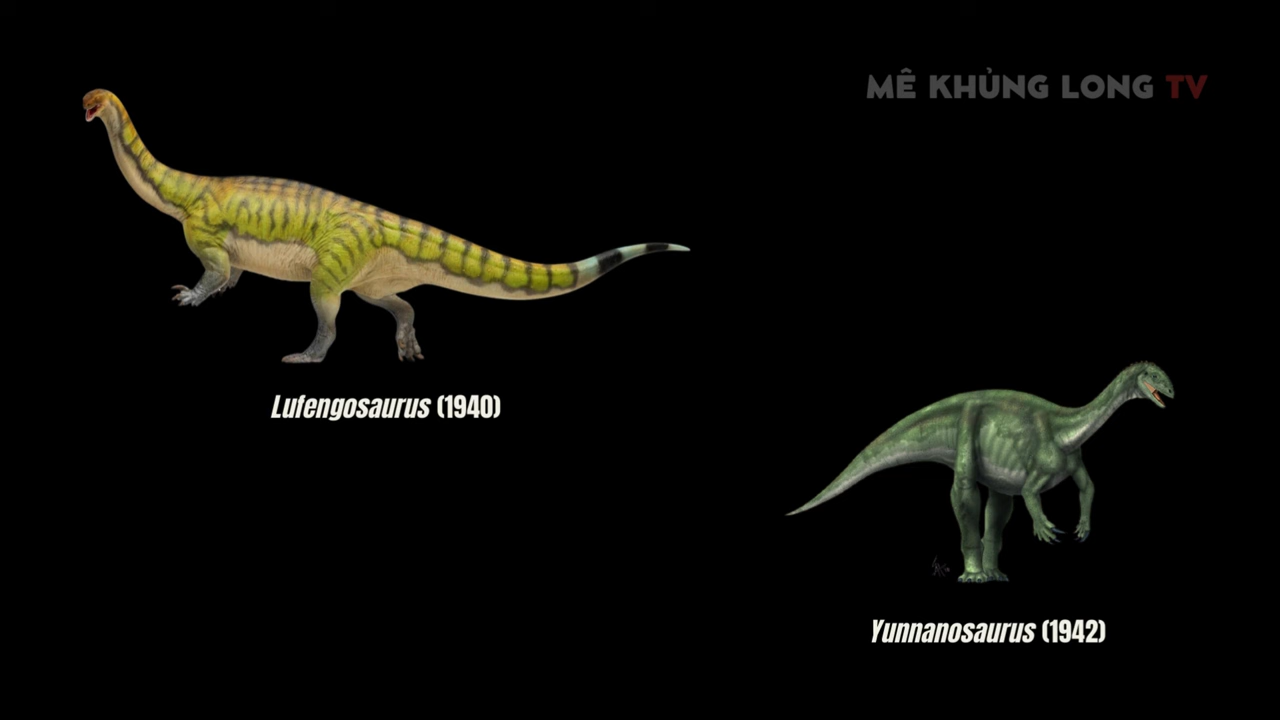 MÊ KHỦNG LONG TV
Lufengosaurus (1940)
Yunnanosaurus (1942)